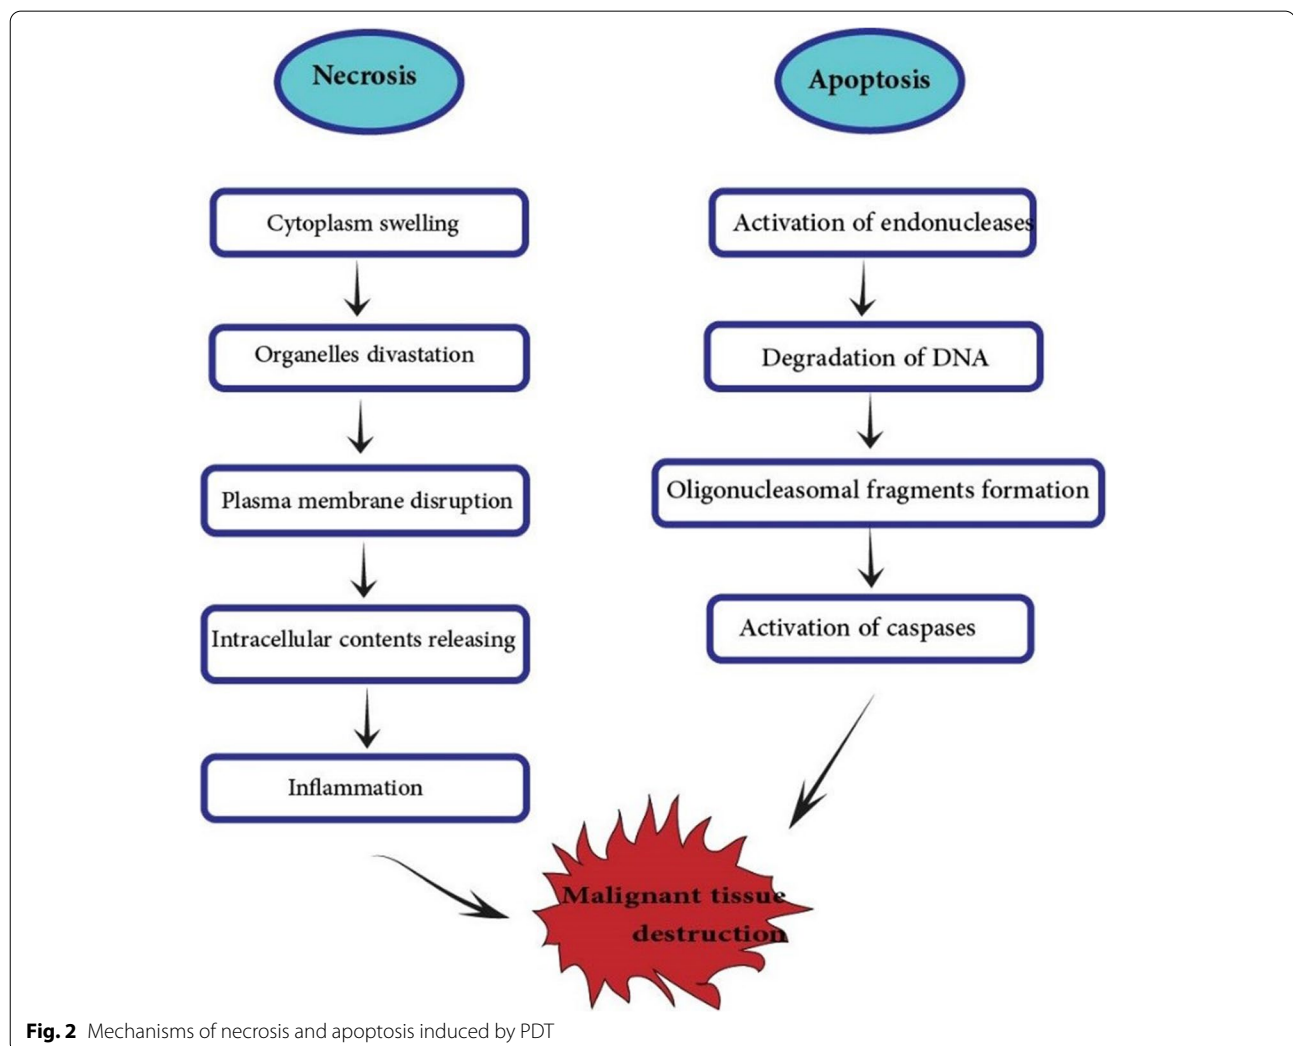 Necrosis
Cytoplasm swelling
Organelles divastation
Plasma membrane disruption
Intracellular contents releasing
Inflammation
Apoptosis
Activation of endonucleases
Degradation of DNA
Oligonucleasomal fragments formation
Activation of caspases
Malignant tissue
destruction
Fig. 2 Mechanisms of necrosis and apoptosis induced by PDT